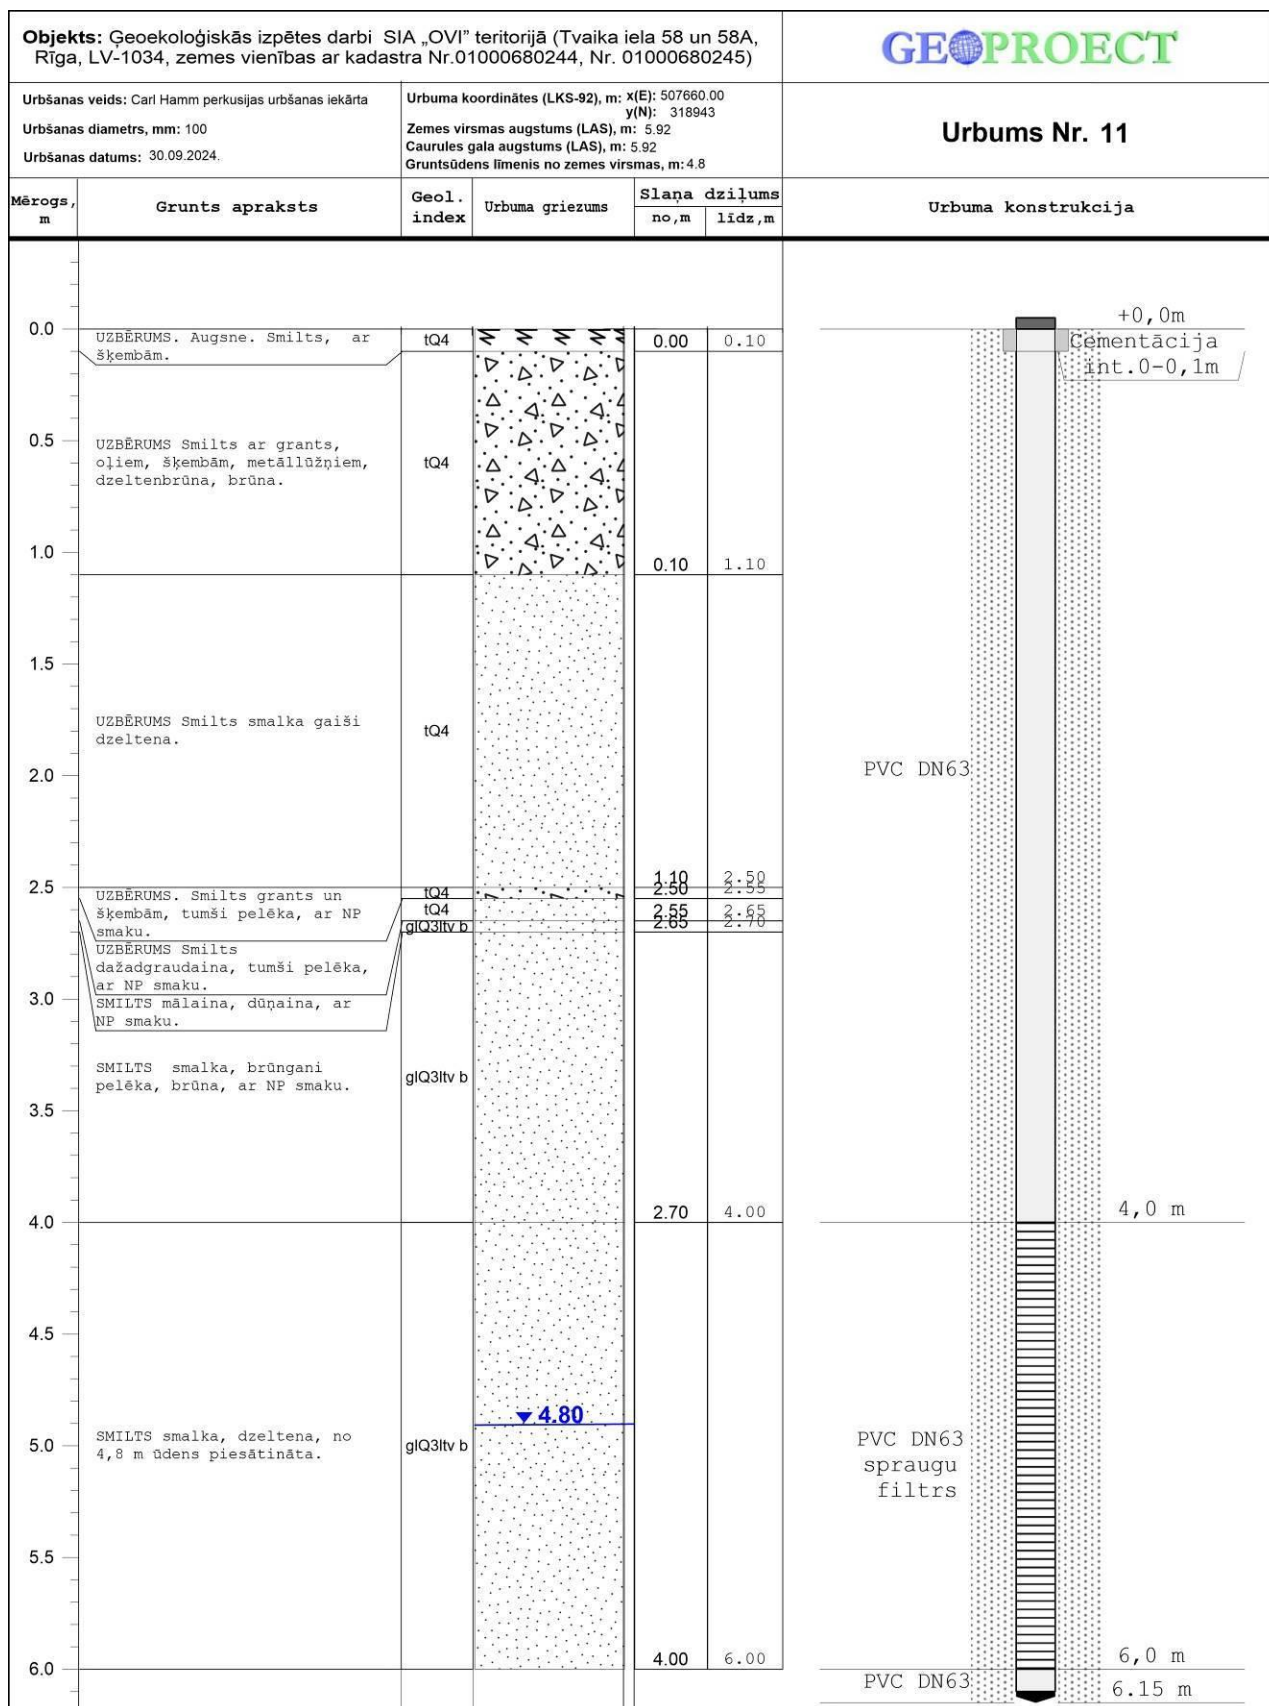 Objekts: Ģeoekoloģiskās izpētes darbi SIA „OVI” teritorijā (Tvaika iela 58 un 58A,
Rīga, LV-1034, zemes vienības ar kadastra Nr.01000680244, Nr. 01000680245)
GEOPROECT
Urbšanas veids: Carl Hamm perkusijas urbšanas iekārta
Urbšanas diametrs, mm: 100
Urbšanas datums: 30.09.2024.
Urbuma koordinātes (LKS-92), m: x(E): 507660.00
y(N): 318943
Zemes virsmas augstums (LAS), m: 5.92
Caurules gala augstums (LAS), m: 5.92
Gruntsūdens līmenis no zemes virsmas, m: 4.8
Urbums Nr. 11
Mērogs,
m
Grunts apraksts
Geol.
index
Urbuma griezums
Slaņa dziļums
no,m
līdz,m
Urbuma konstrukcija
+0,0m
0.0
UZBĒRUMS. Augsne. Smilts, ar
šķembām.
tQ4
0.00
0.10
Cementācija
int.0-0,1m
0.5
UZBĒRUMS Smilts ar grants,
oļiem, šķembām, metāllūžņiem,
dzeltenbrūna, brūna.
tQ4
1.0
0.10
1.10
1.5
UZBĒRUMS Smilts smalka gaiši
dzeltena.
tQ4
2.0
PVC DN63
1.10
2.50
2.5
UZBĒRUMS. Smilts grants un
šķembām, tumši pelēka, ar NP
smaku.
tQ4
2.50
2.55
UZBĒRUMS Smilts
dažādgraudaina, tumši pelēka,
ar NP smaku.
tQ4
2.55
2.65
3.0
SMILTS mālaina, dūņaina, ar
NP smaku.
glQ3ltv b
2.65
2.70
SMILTS smalka, brūngani
pelēka, brūna, ar NP smaku.
glQ3ltv b
3.5
2.70
4.00
4.0
4,0 m
4.5
4.80
SMILTS smalka, dzeltena, no
4,8 m ūdens piesātināta.
glQ3ltv b
5.0
PVC DN63
spraugu
filtrs
5.5
4.00
6.00
6.0
6,0 m
PVC DN63
6.15 m